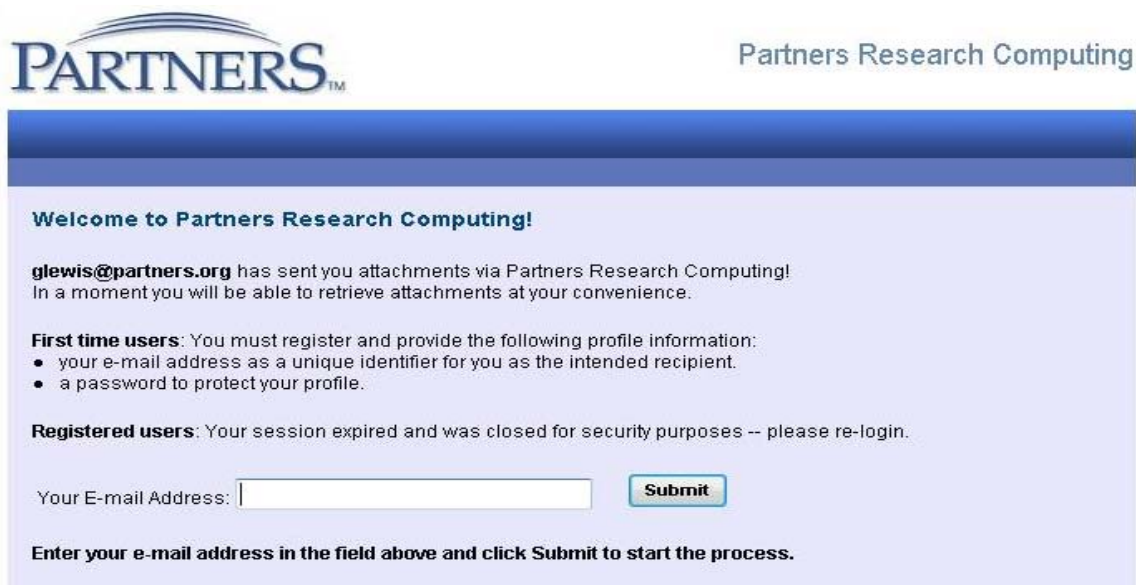 PARTNERS™
Partners Research Computing
Welcome to Partners Research Computing!
glewis@partners.org has sent you attachments via Partners Research Computing!
In a moment you will be able to retrieve attachments at your convenience.
First time users: You must register and provide the following profile information:
• your e-mail address as a unique identifier for you as the intended recipient.
• a password to protect your profile.
Registered users: Your session expired and was closed for security purposes -- please re-login.
Your E-mail Address:
Submit
Enter your e-mail address in the field above and click Submit to start the process.